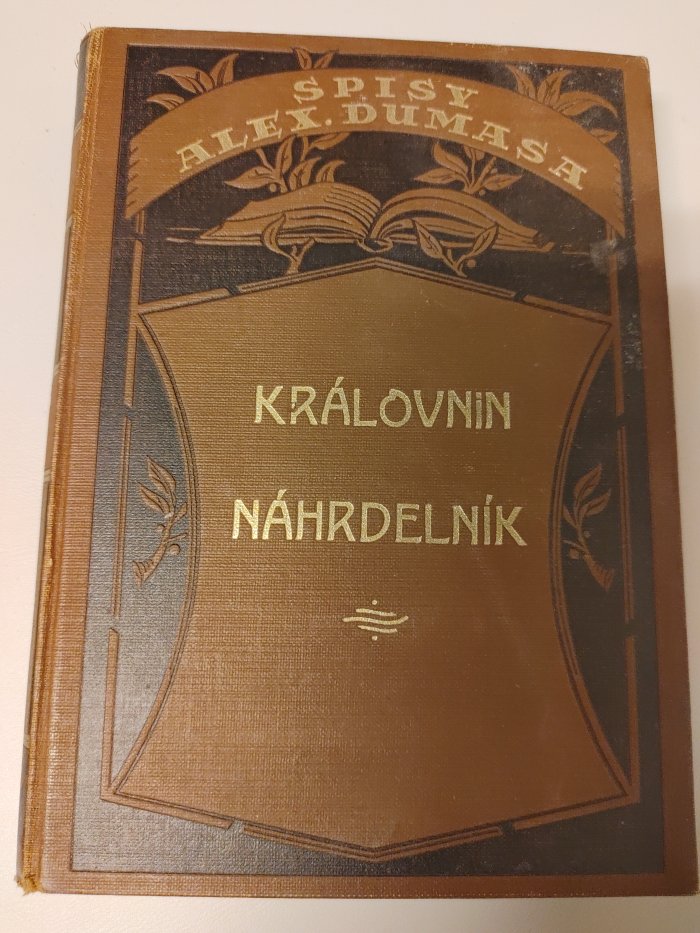 SPISY
ALEX. DUMASA
KRÁLOVNIN
NÁHRDELNÍK